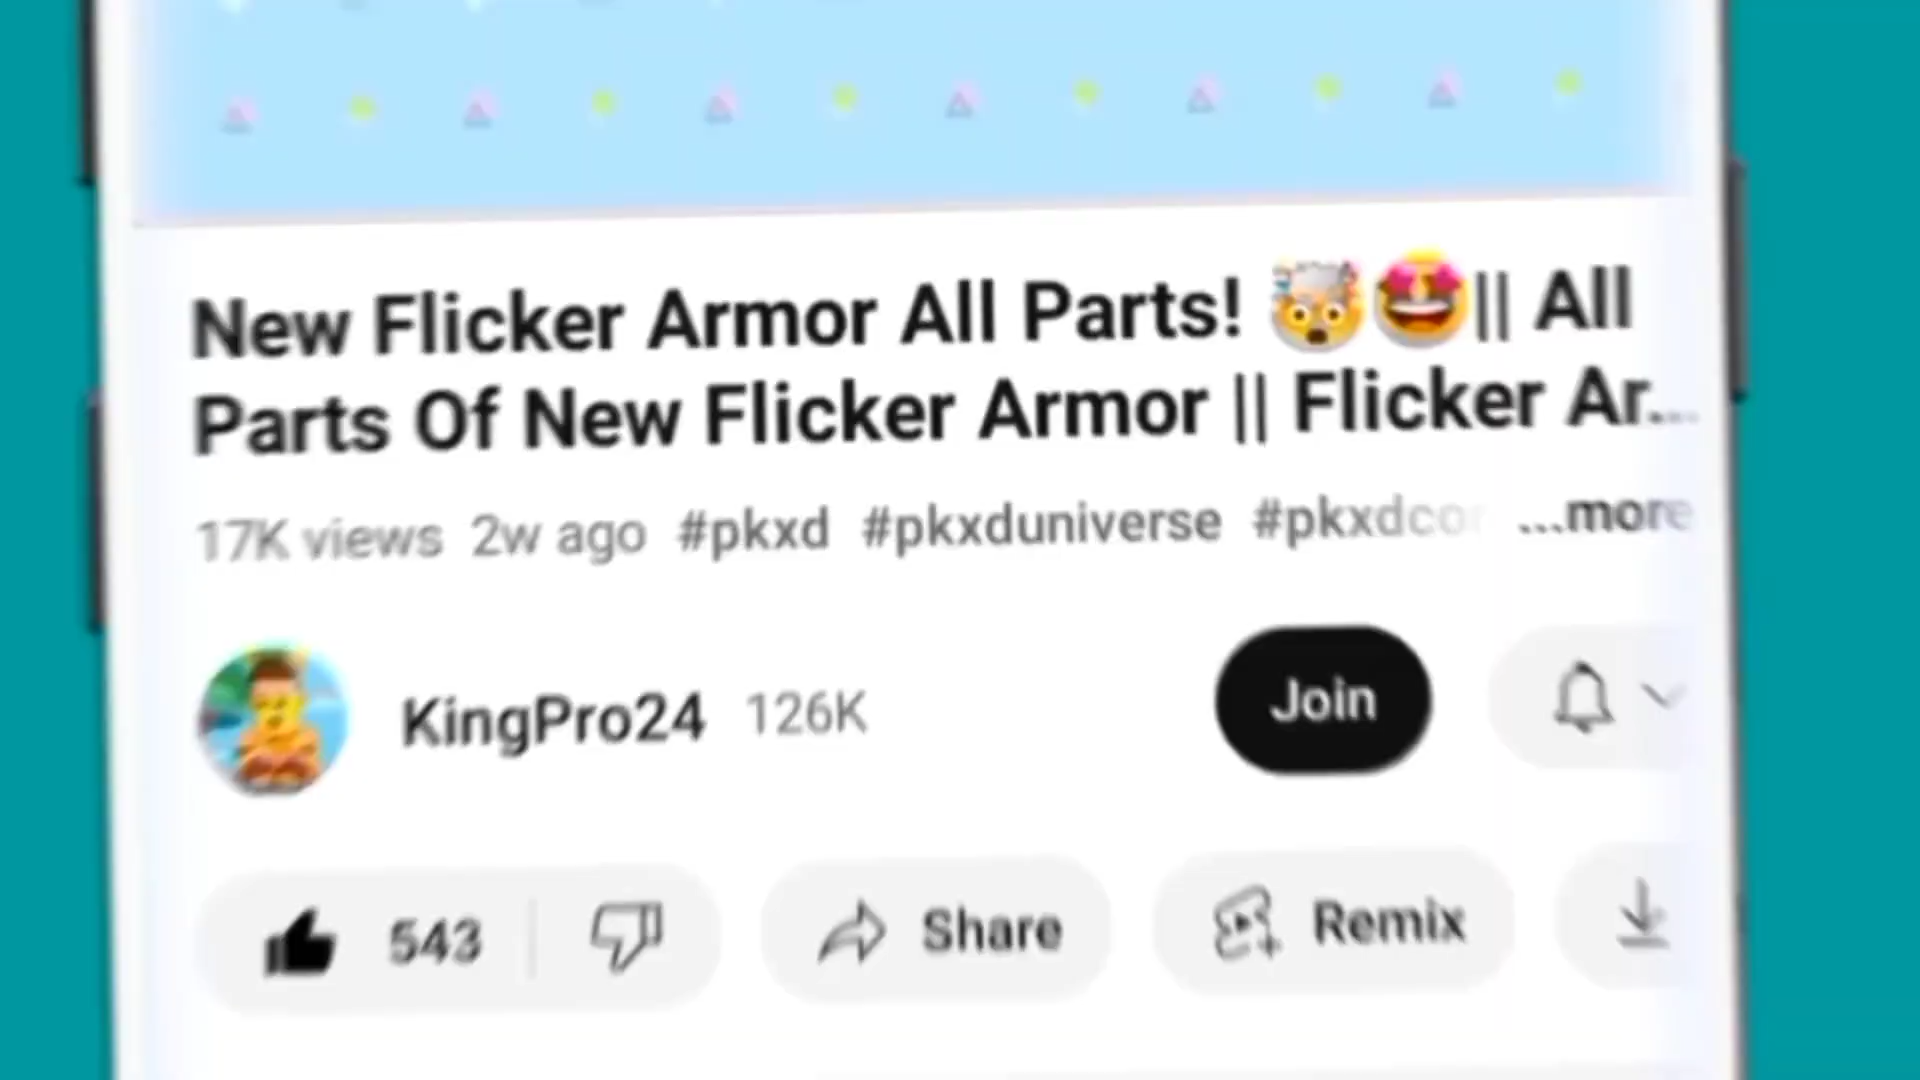 New Flicker Armor All Parts! 🤯🤩|| All
Parts Of New Flicker Armor || Flicker Ar...
17K views 2w ago #pkxd #pkxduniverse #pkxdcor ...more
KingPro24 126K
Join
543
Share
Remix